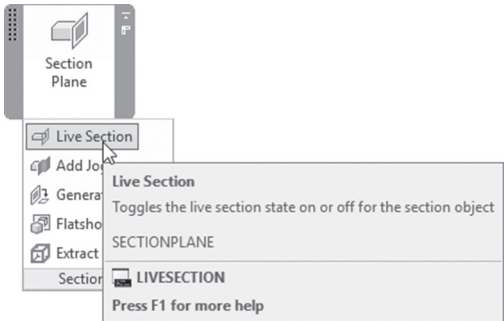 Section
Plane
Live Section
Add Jo
Genera
Flatsho
Extract
Section
Live Section
Toggles the live section state on or off for the section object
SECTIONPLANE
LIVESECTION
Press F1 for more help